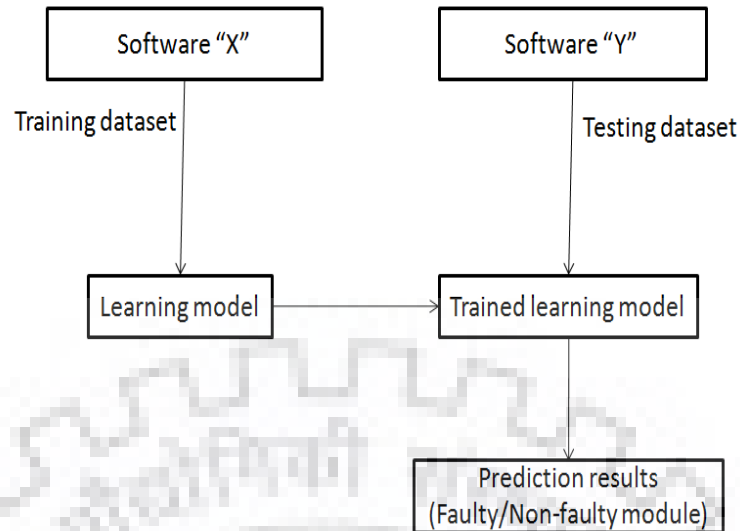 Software “X”
Software “Y”
Training dataset
Testing dataset
Learning model
Trained learning model
Prediction results
(Faulty/Non-faulty module)